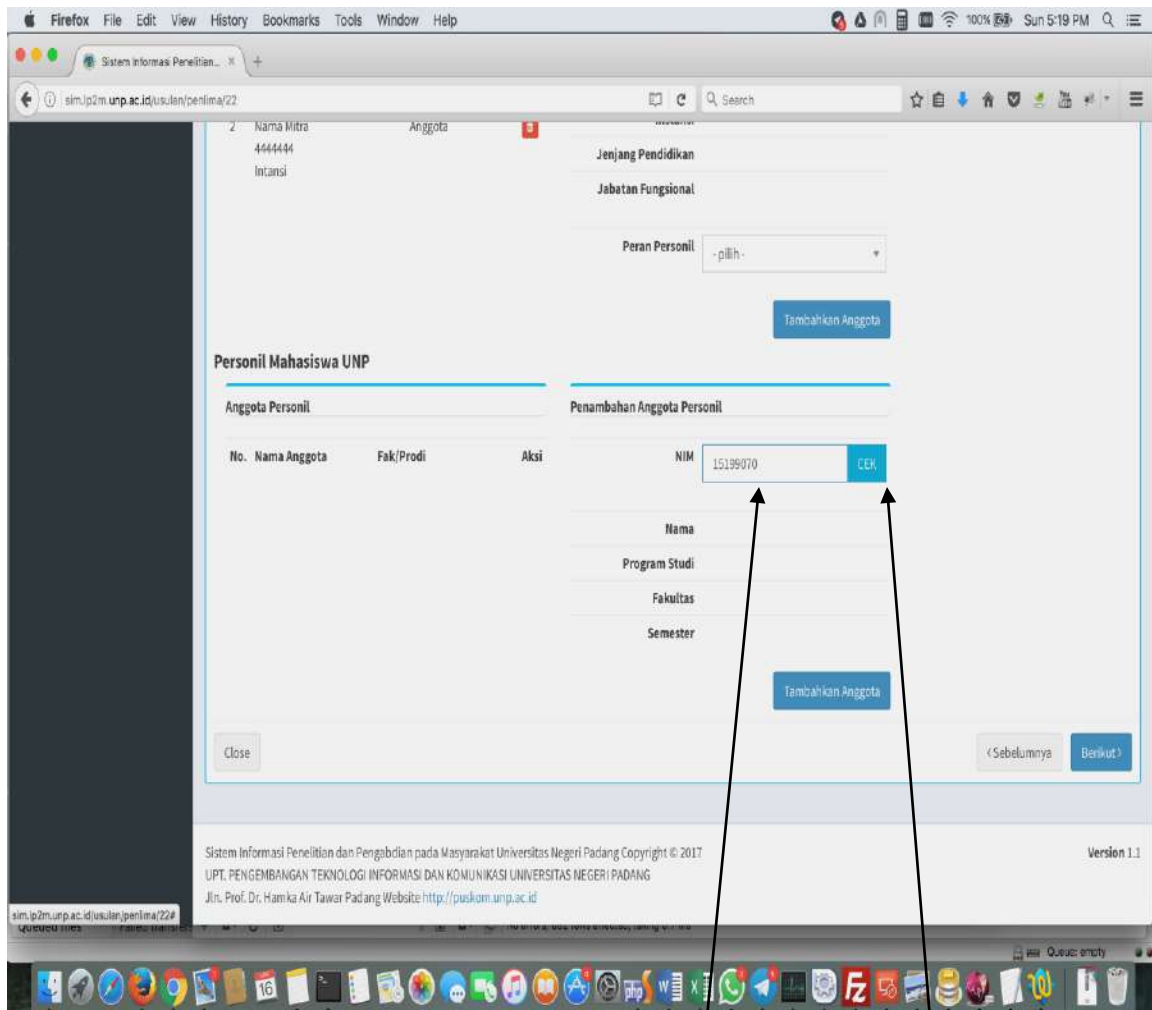 Firefox File Edit View History Bookmarks Tools Window Help 100% Sun 5:19 PM
Sistem Informasi Penelitian... × +
sim.lp2m.unp.ac.id/usulan/penlima/22 Search
2 Nama Mitra Anggota
4444444
Intansi
Jenjang Pendidikan
Jabatan Fungsional
Peran Personil - pilih -
Tambahkan Anggota
Personil Mahasiswa UNP
Anggota Personil Penambahan Anggota Personil
No. Nama Anggota Fak/Prodi Aksi NIM 15199070 CEK
Nama
Program Studi
Fakultas
Semester
Tambahkan Anggota
Close ‹ Sebelumnya Berikut ›
Sistem Informasi Penelitian dan Pengabdian pada Masyarakat Universitas Negeri Padang Copyright © 2017 Version 1.1
UPT. PENGEMBANGAN TEKNOLOGI INFORMASI DAN KOMUNIKASI UNIVERSITAS NEGERI PADANG
Jln. Prof. Dr. Hamka Air Tawar Padang Website http://puskom.unp.ac.id
sim.lp2m.unp.ac.id/usulan/penlima/22#
Queue: empty
16 php